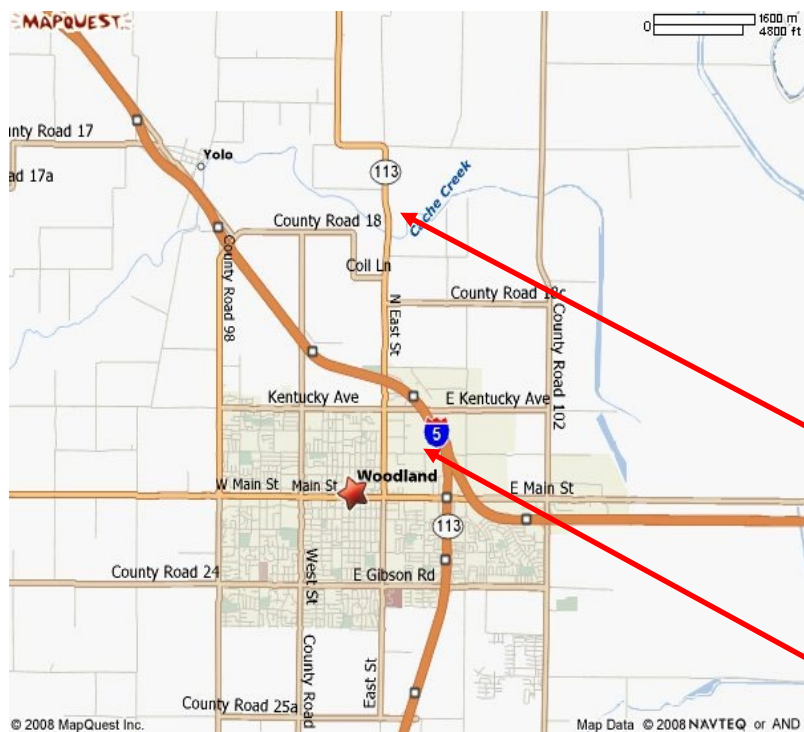 MAPQUEST.
0
1600 m
4800 ft
unty Road 17
Yolo
ad 17a
113
Cache Creek
County Road 18
Coil Ln
County Road 98
N East St
County Road 18c
County Road 102
Kentucky Ave
E Kentucky Ave
5
Woodland
W Main St
Main St
E Main St
113
County Road 24
West St
E Gibson Rd
County Road
East St
County Road 25a
© 2008 MapQuest Inc.
Map Data © 2008 NAVTEQ or AND